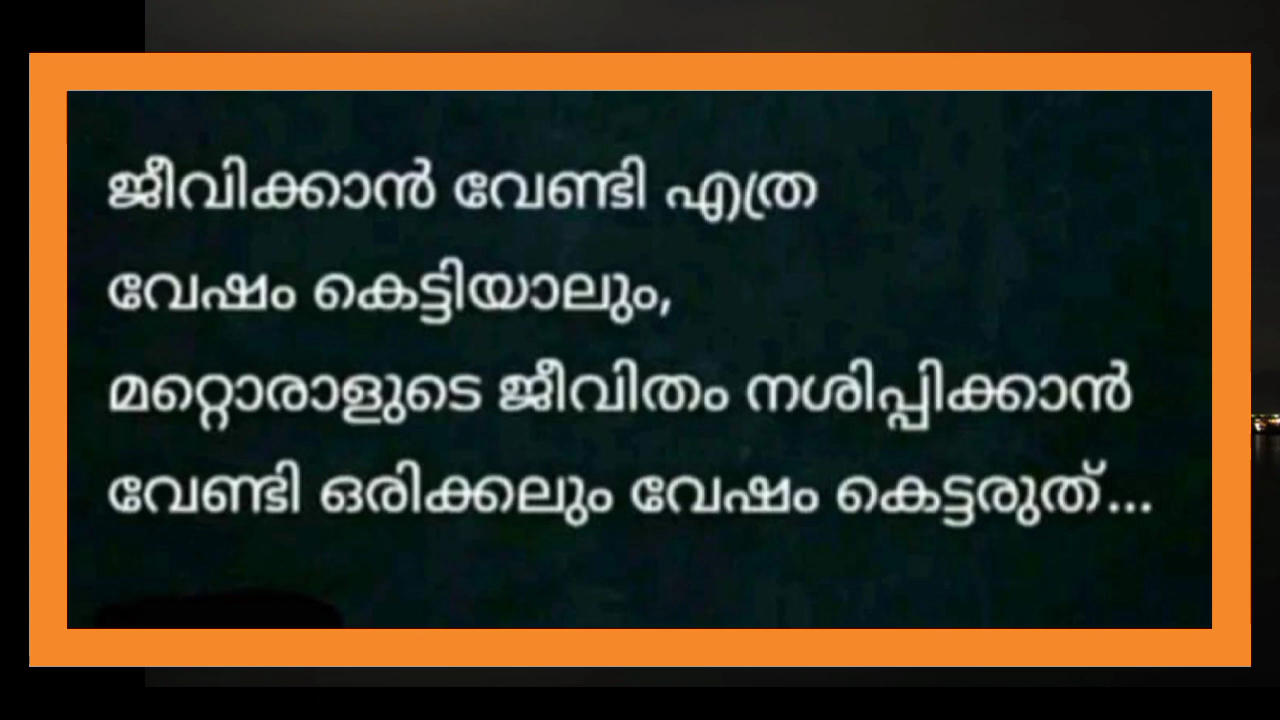 ജീവിക്കാൻ വേണ്ടി എത്ര
വേഷം കെട്ടിയാലും,
മറ്റൊരാളുടെ ജീവിതം നശിപ്പിക്കാൻ
വേണ്ടി ഒരിക്കലും വേഷം കെട്ടരുത്...